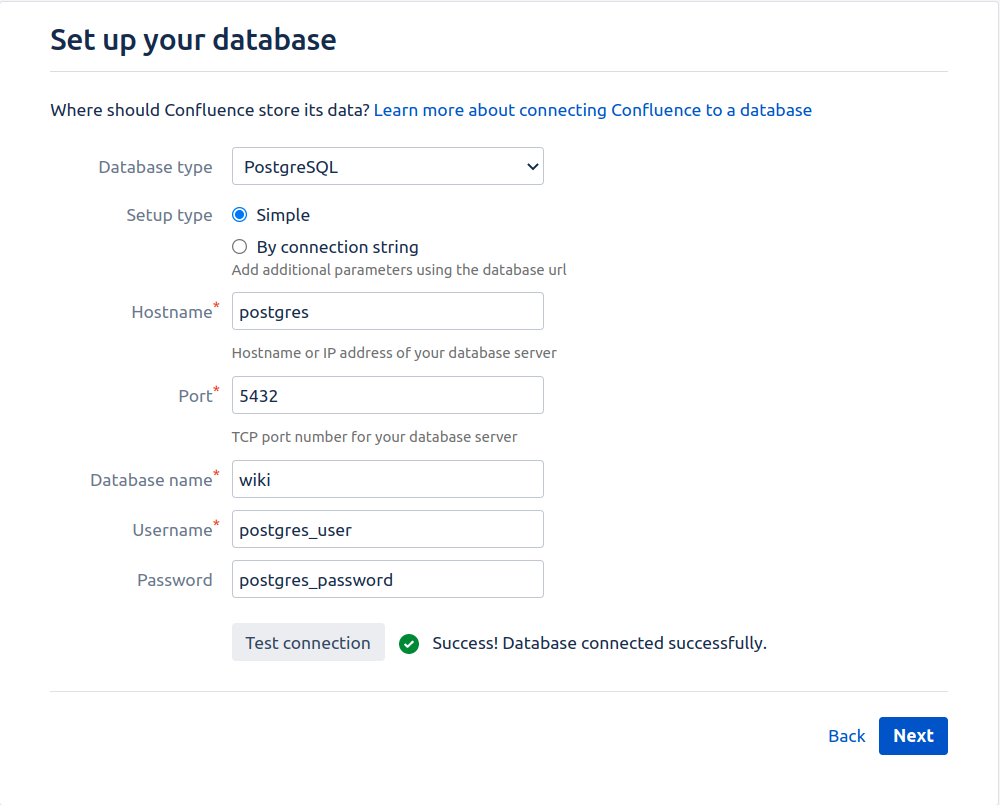 Set up your database
Where should Confluence store its data? Learn more about connecting Confluence to a database
Database type PostgreSQL
Setup type Simple
By connection string
Add additional parameters using the database url
Hostname* postgres
Hostname or IP address of your database server
Port* 5432
TCP port number for your database server
Database name* wiki
Username* postgres_user
Password postgres_password
Test connection Success! Database connected successfully.
Back Next